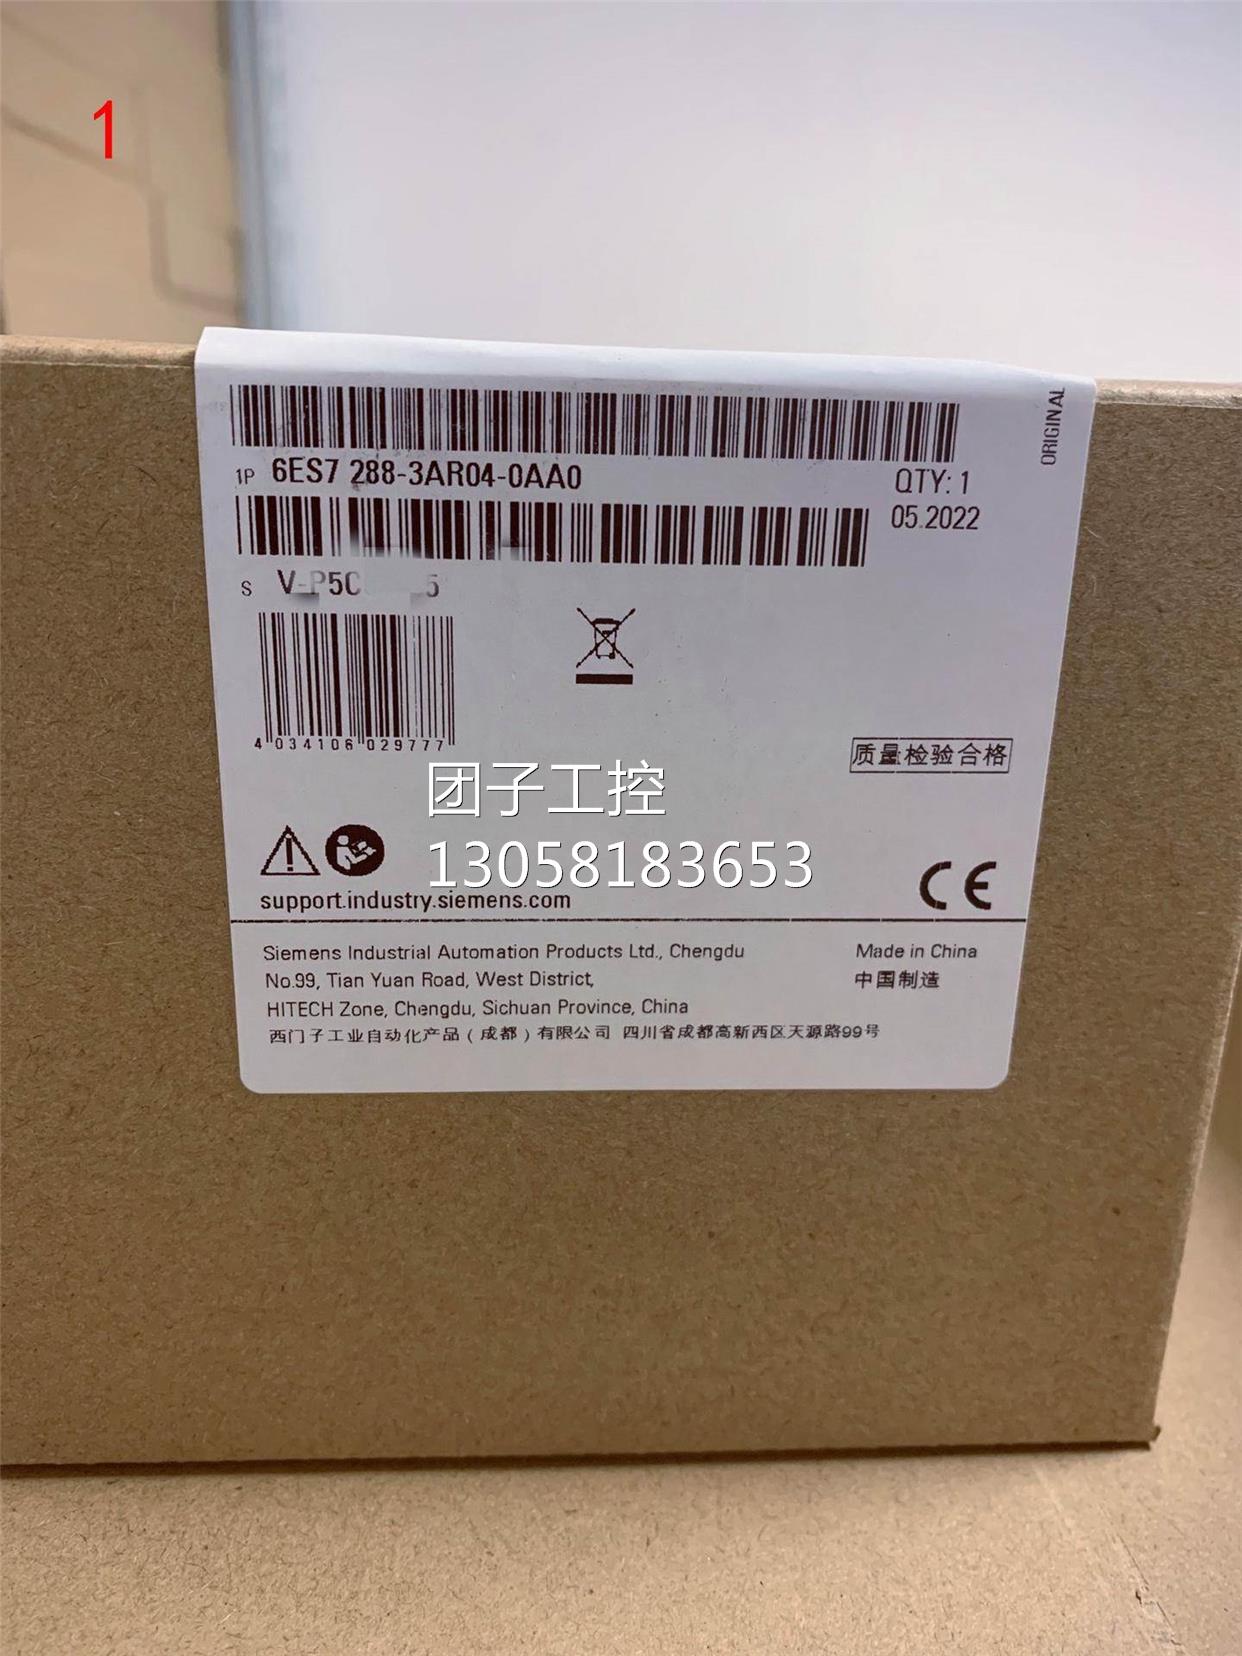 1
ORIGINAL
1P 6ES7 288-3AR04-0AA0
QTY: 1
05.2022
S V-P5C 5
4 034106 029777
质量检验合格
团子工控
13058183653
support.industry.siemens.com
CE
Siemens Industrial Automation Products Ltd., Chengdu
Made in China
No.99, Tian Yuan Road, West District,
中国制造
HITECH Zone, Chengdu, Sichuan Province, China
西门子工业自动化产品(成都)有限公司 四川省成都高新西区天源路99号